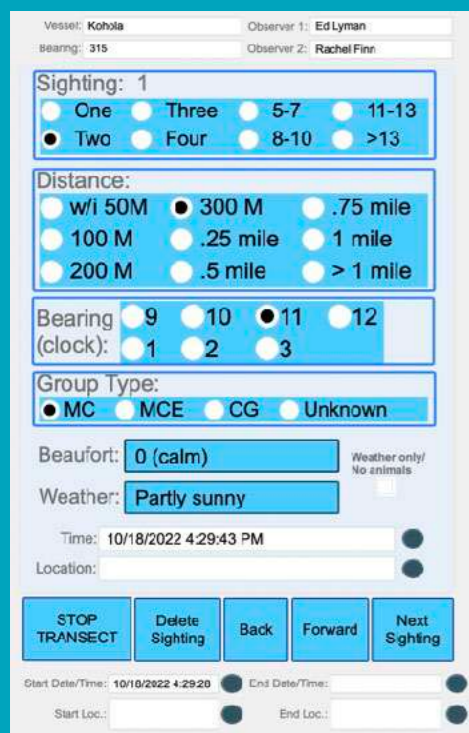 Vessel: Kohola Observer 1: Ed Lyman
Bearing: 315 Observer 2: Rachel Finn
Sighting: 1
One Three 5-7 11-13
Two Four 8-10 >13
Distance:
w/i 50M 300 M .75 mile
100 M .25 mile 1 mile
200 M .5 mile > 1 mile
Bearing 9 10 11 12
(clock): 1 2 3
Group Type:
MC MCE CG Unknown
Beaufort: 0 (calm) Weather only/
No animals
Weather: Partly sunny
Time: 10/18/2022 4:29:43 PM
Location:
STOP TRANSECT Delete Sighting Back Forward Next Sighting
Start Date/Time: 10/18/2022 4:29:28 End Date/Time:
Start Loc.: End Loc.: